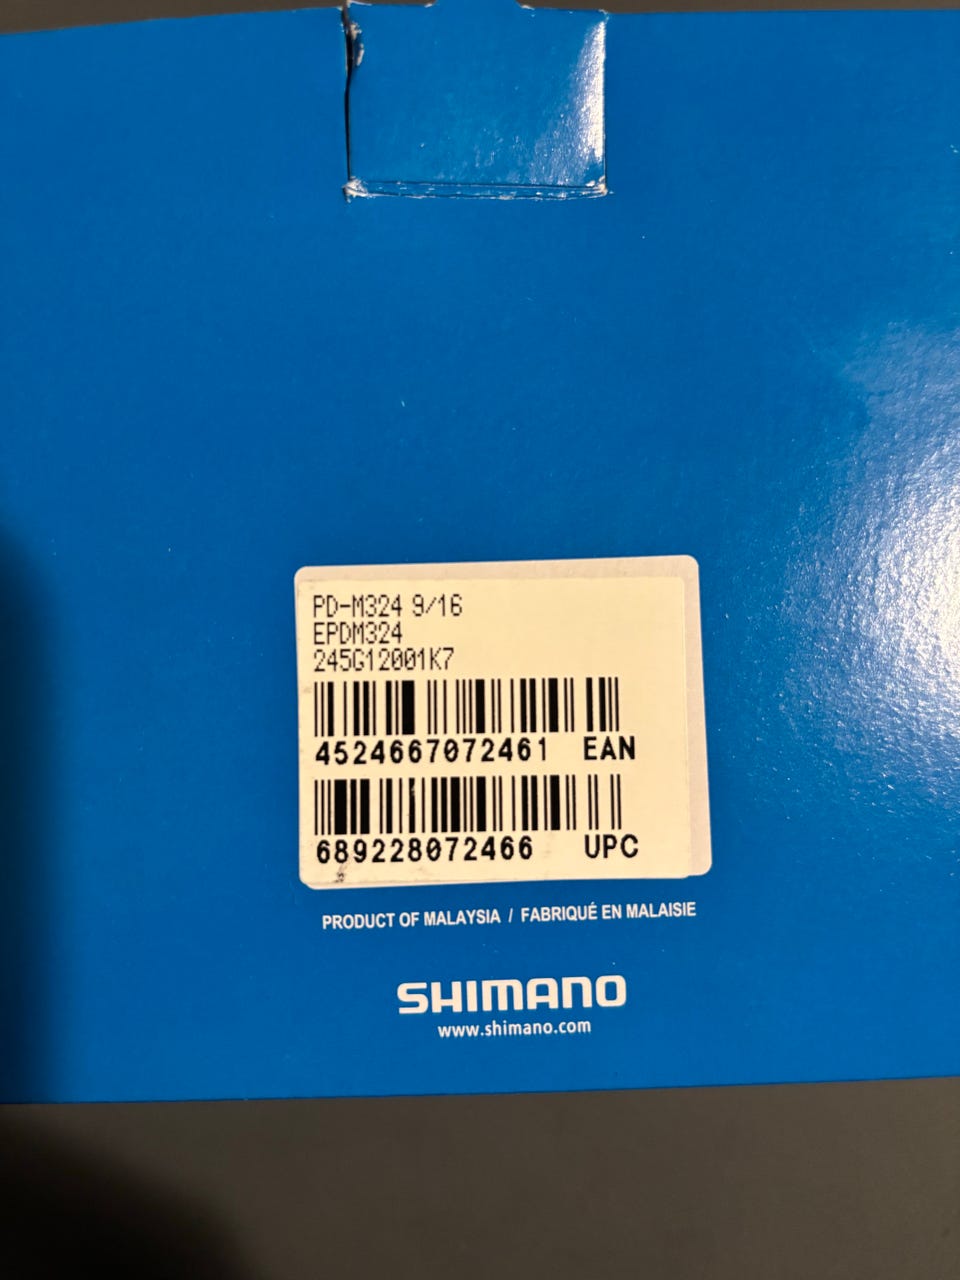 PD-M324 9/16
EPDM324
245G12001K7
4524667072461 EAN
689228072466 UPC
PRODUCT OF MALAYSIA / FABRIQUÉ EN MALAISIE
SHIMANO
www.shimano.com